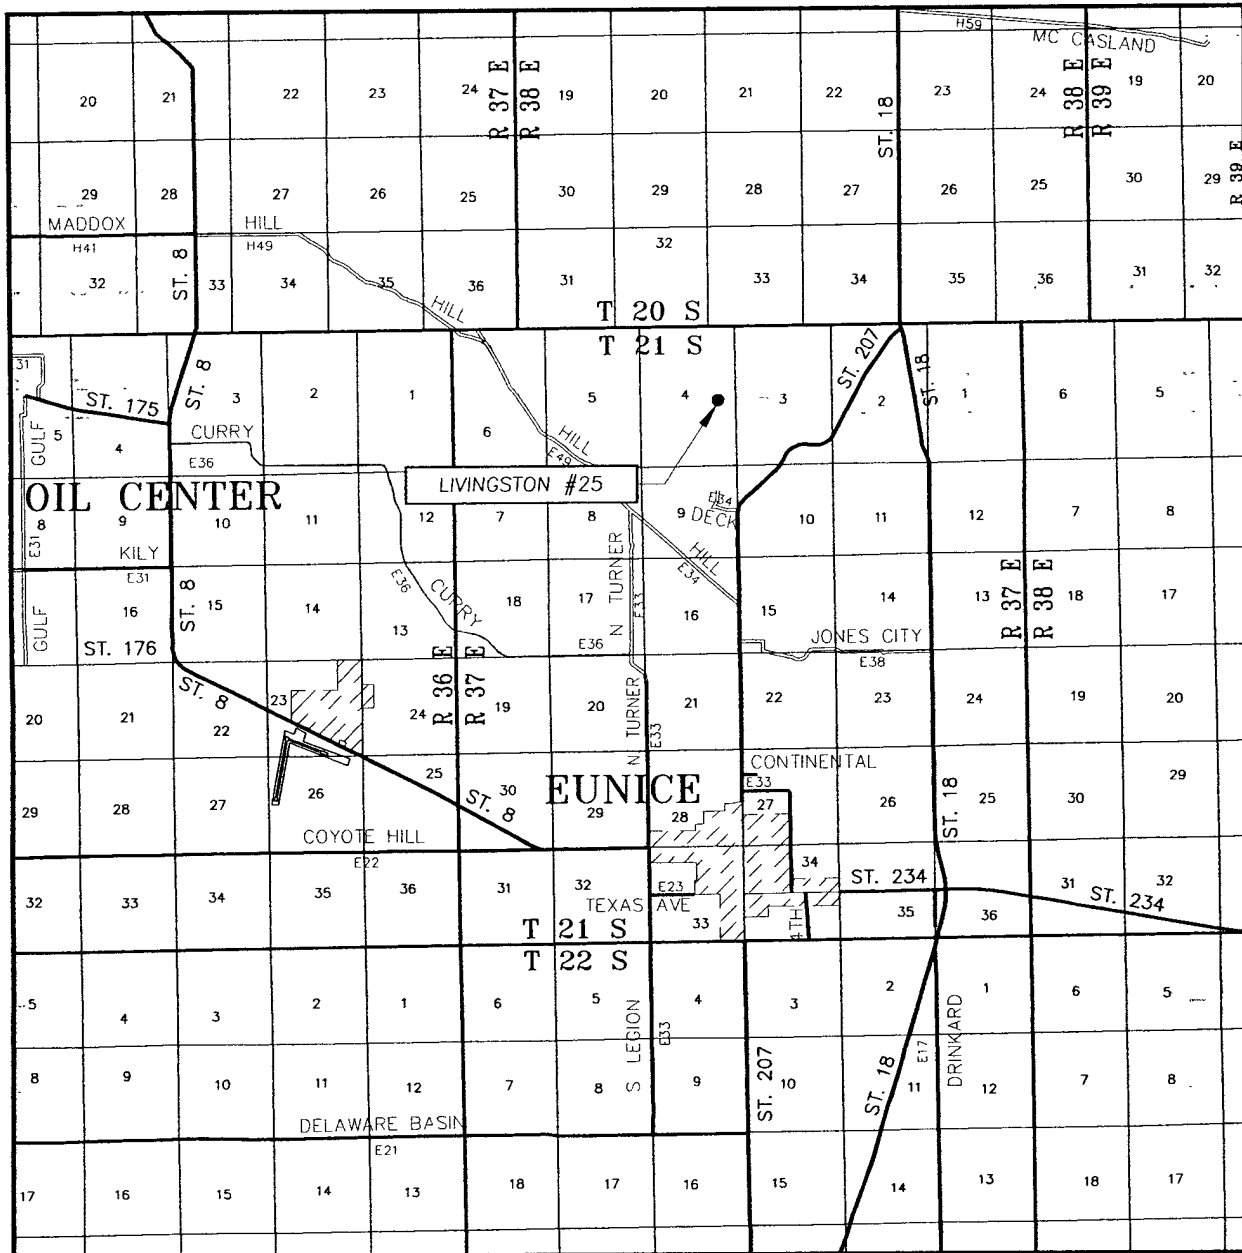 H59
MC CASLAND
20
21
22
23
24
R 37 E
R 38 E
19
20
21
22
ST. 18
23
24
R 38 E
R 39 E
19
20
29
28
27
26
25
30
29
28
27
26
25
30
29
R 39 E
MADDOX
HILL
H41
H49
32
ST. 8
33
34
35
36
31
32
33
34
35
36
31
32
HILL
T 20 S
T 21 S
31
ST. 175
ST. 8
3
2
1
5
4
3
ST. 207
2
ST. 18
1
6
5
GULF
5
4
CURRY
E36
6
HILL
E49
LIVINGSTON #25
OIL CENTER
8
9
10
11
12
7
8
9
E34
DECK
10
11
12
7
8
E31
KILY
E31
HILL
E34
GULF
16
ST. 8
15
14
E36
CURRY
13
18
17
N TURNER
E33
16
15
14
13
R 37 E
R 38 E
18
17
ST. 176
R 36 E
R 37 E
E36
JONES CITY
E38
ST. 8
23
20
21
22
24
19
20
N TURNER
E33
21
22
23
24
19
20
CONTINENTAL
E33
29
28
27
26
25
ST. 8
30
EUNICE
29
28
27
26
ST. 18
25
30
29
COYOTE HILL
E22
34
32
33
34
35
36
31
32
E23
TEXAS AVE
33
4TH
ST. 234
35
36
31
32
ST. 234
T 21 S
T 22 S
5
4
3
2
1
6
5
S LEGION
E33
4
3
2
1
6
5
DRINKARD
E17
8
9
10
11
12
7
8
9
ST. 207
10
ST. 18
11
12
7
8
DELAWARE BASIN
E21
17
16
15
14
13
18
17
16
15
14
13
18
17